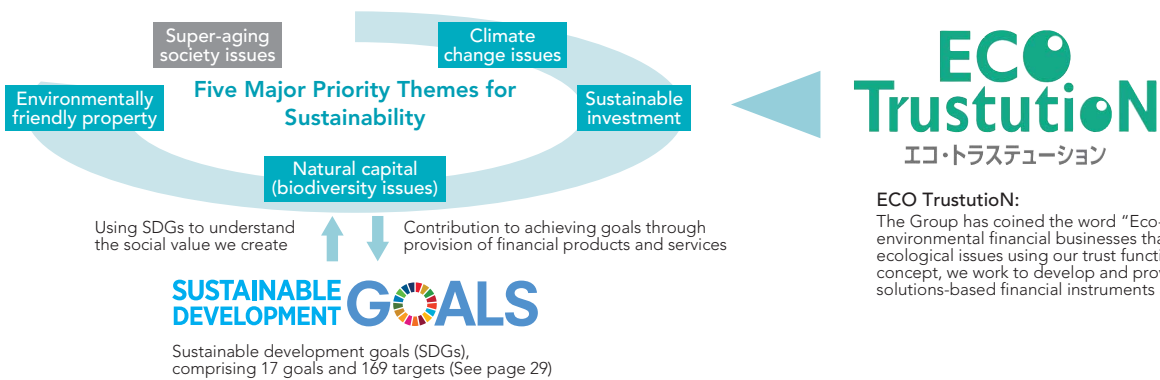 Super-aging
society issues
Climate
change issues
Five Major Priority Themes for
Sustainability
Environmentally
friendly property
Sustainable
investment
Natural capital
(biodiversity issues)
Using SDGs to understand
the social value we create
Contribution to achieving goals through
provision of financial products and services
SUSTAINABLE
DEVELOPMENT
GOALS
Sustainable development goals (SDGs),
comprising 17 goals and 169 targets (See page 29)
ECO
TrustutioN
エコ・トラステューション
ECO TrustutioN:
The Group has coined the word “Eco-
environmental financial businesses tha
ecological issues using our trust functi
concept, we work to develop and prov
solutions-based financial instruments